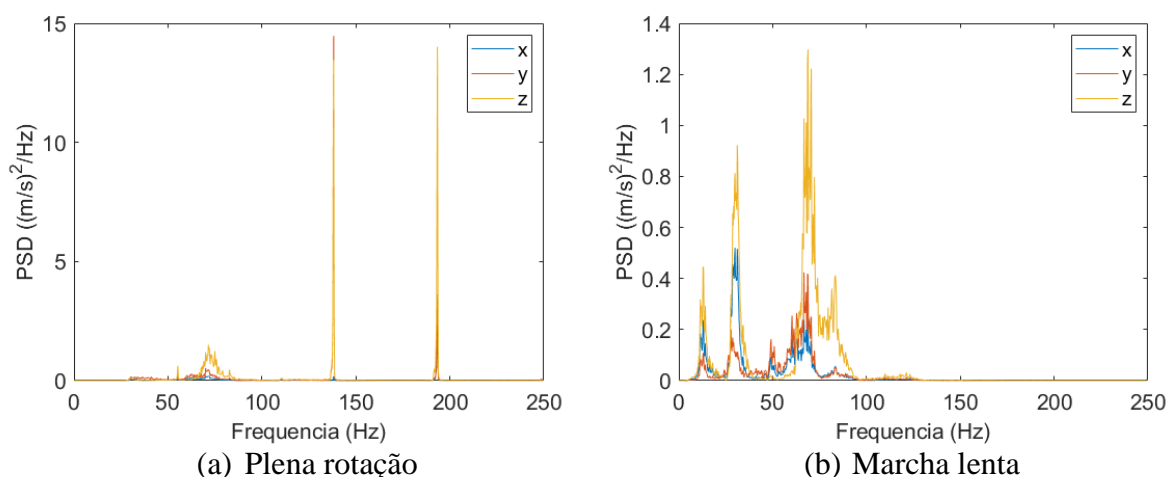 PSD ((m/s)^2/Hz)
15
10
5
0
0 50 100 150 200 250
Frequencia (Hz)
x
y
z
(a) Plena rotação
PSD ((m/s)^2/Hz)
1.4
1.2
1
0.8
0.6
0.4
0.2
0
0 50 100 150 200 250
Frequencia (Hz)
x
y
z
(b) Marcha lenta